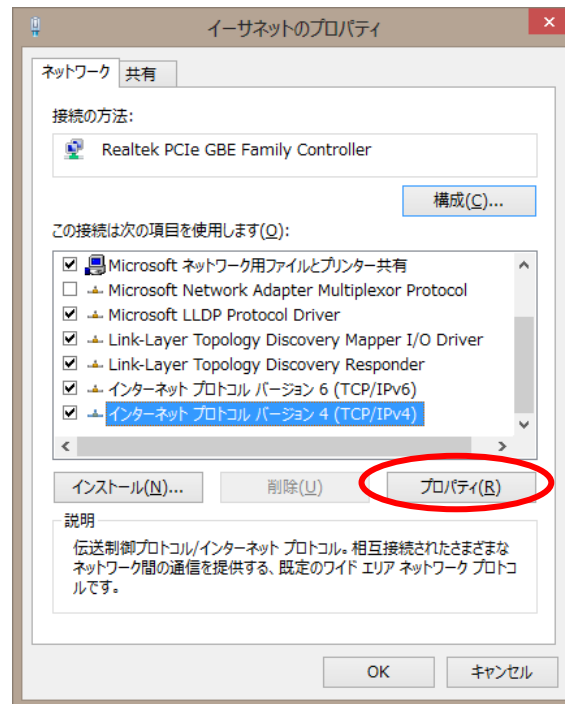 イーサネットのプロパティ
ネットワーク 共有
接続の方法:
Realtek PCIe GBE Family Controller
構成(C)...
この接続は次の項目を使用します(O):
Microsoft ネットワーク用ファイルとプリンター共有
Microsoft Network Adapter Multiplexor Protocol
Microsoft LLDP Protocol Driver
Link-Layer Topology Discovery Mapper I/O Driver
Link-Layer Topology Discovery Responder
インターネット プロトコル バージョン 6 (TCP/IPv6)
インターネット プロトコル バージョン 4 (TCP/IPv4)
インストール(N)... 削除(U) プロパティ(R)
説明
伝送制御プロトコル/インターネット プロトコル。相互接続されたさまざまな
ネットワーク間の通信を提供する、既定のワイド エリア ネットワーク プロトコ
ルです。
OK キャンセル